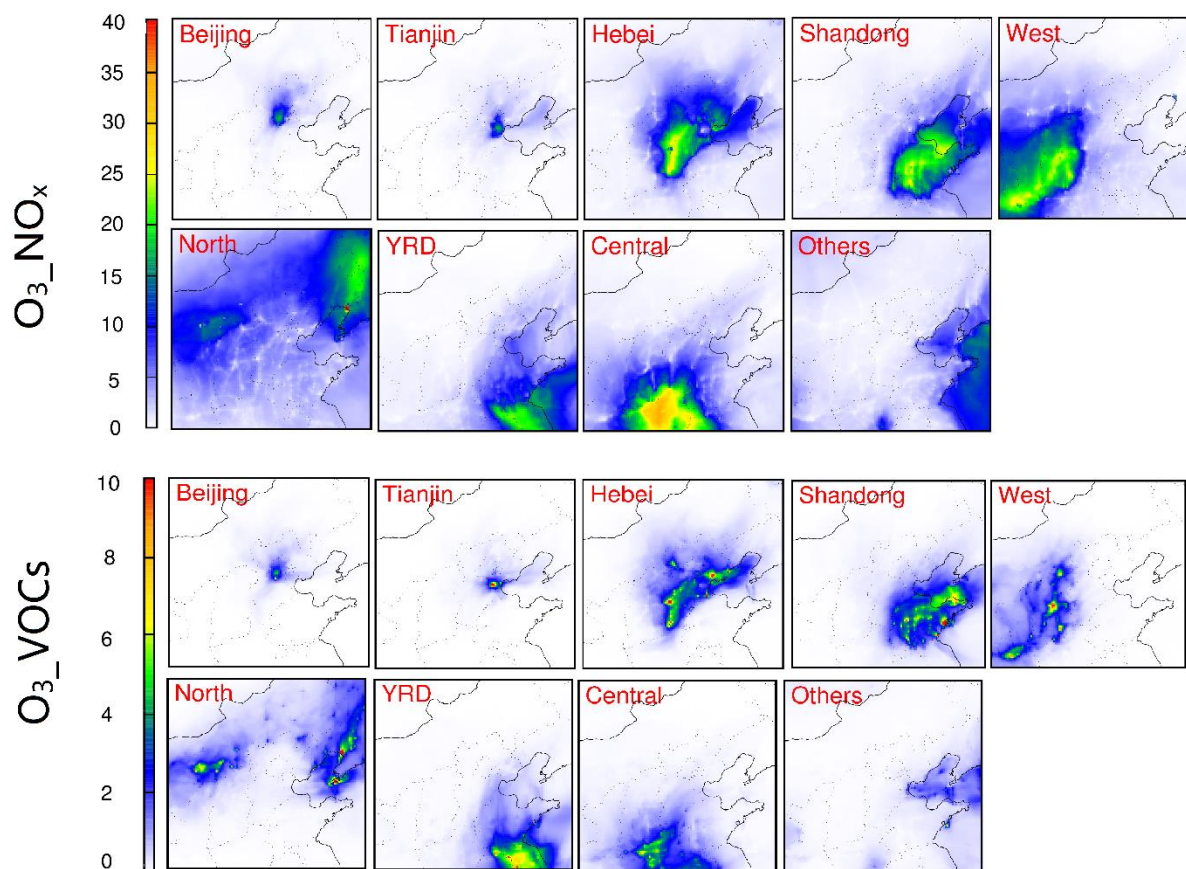 40
35
30
25
20
15
10
5
0
O₃_NOₓ
Beijing
Tianjin
Hebei
Shandong
West
North
YRD
Central
Others
10
8
6
4
2
0
O₃_VOCs
Beijing
Tianjin
Hebei
Shandong
West
North
YRD
Central
Others